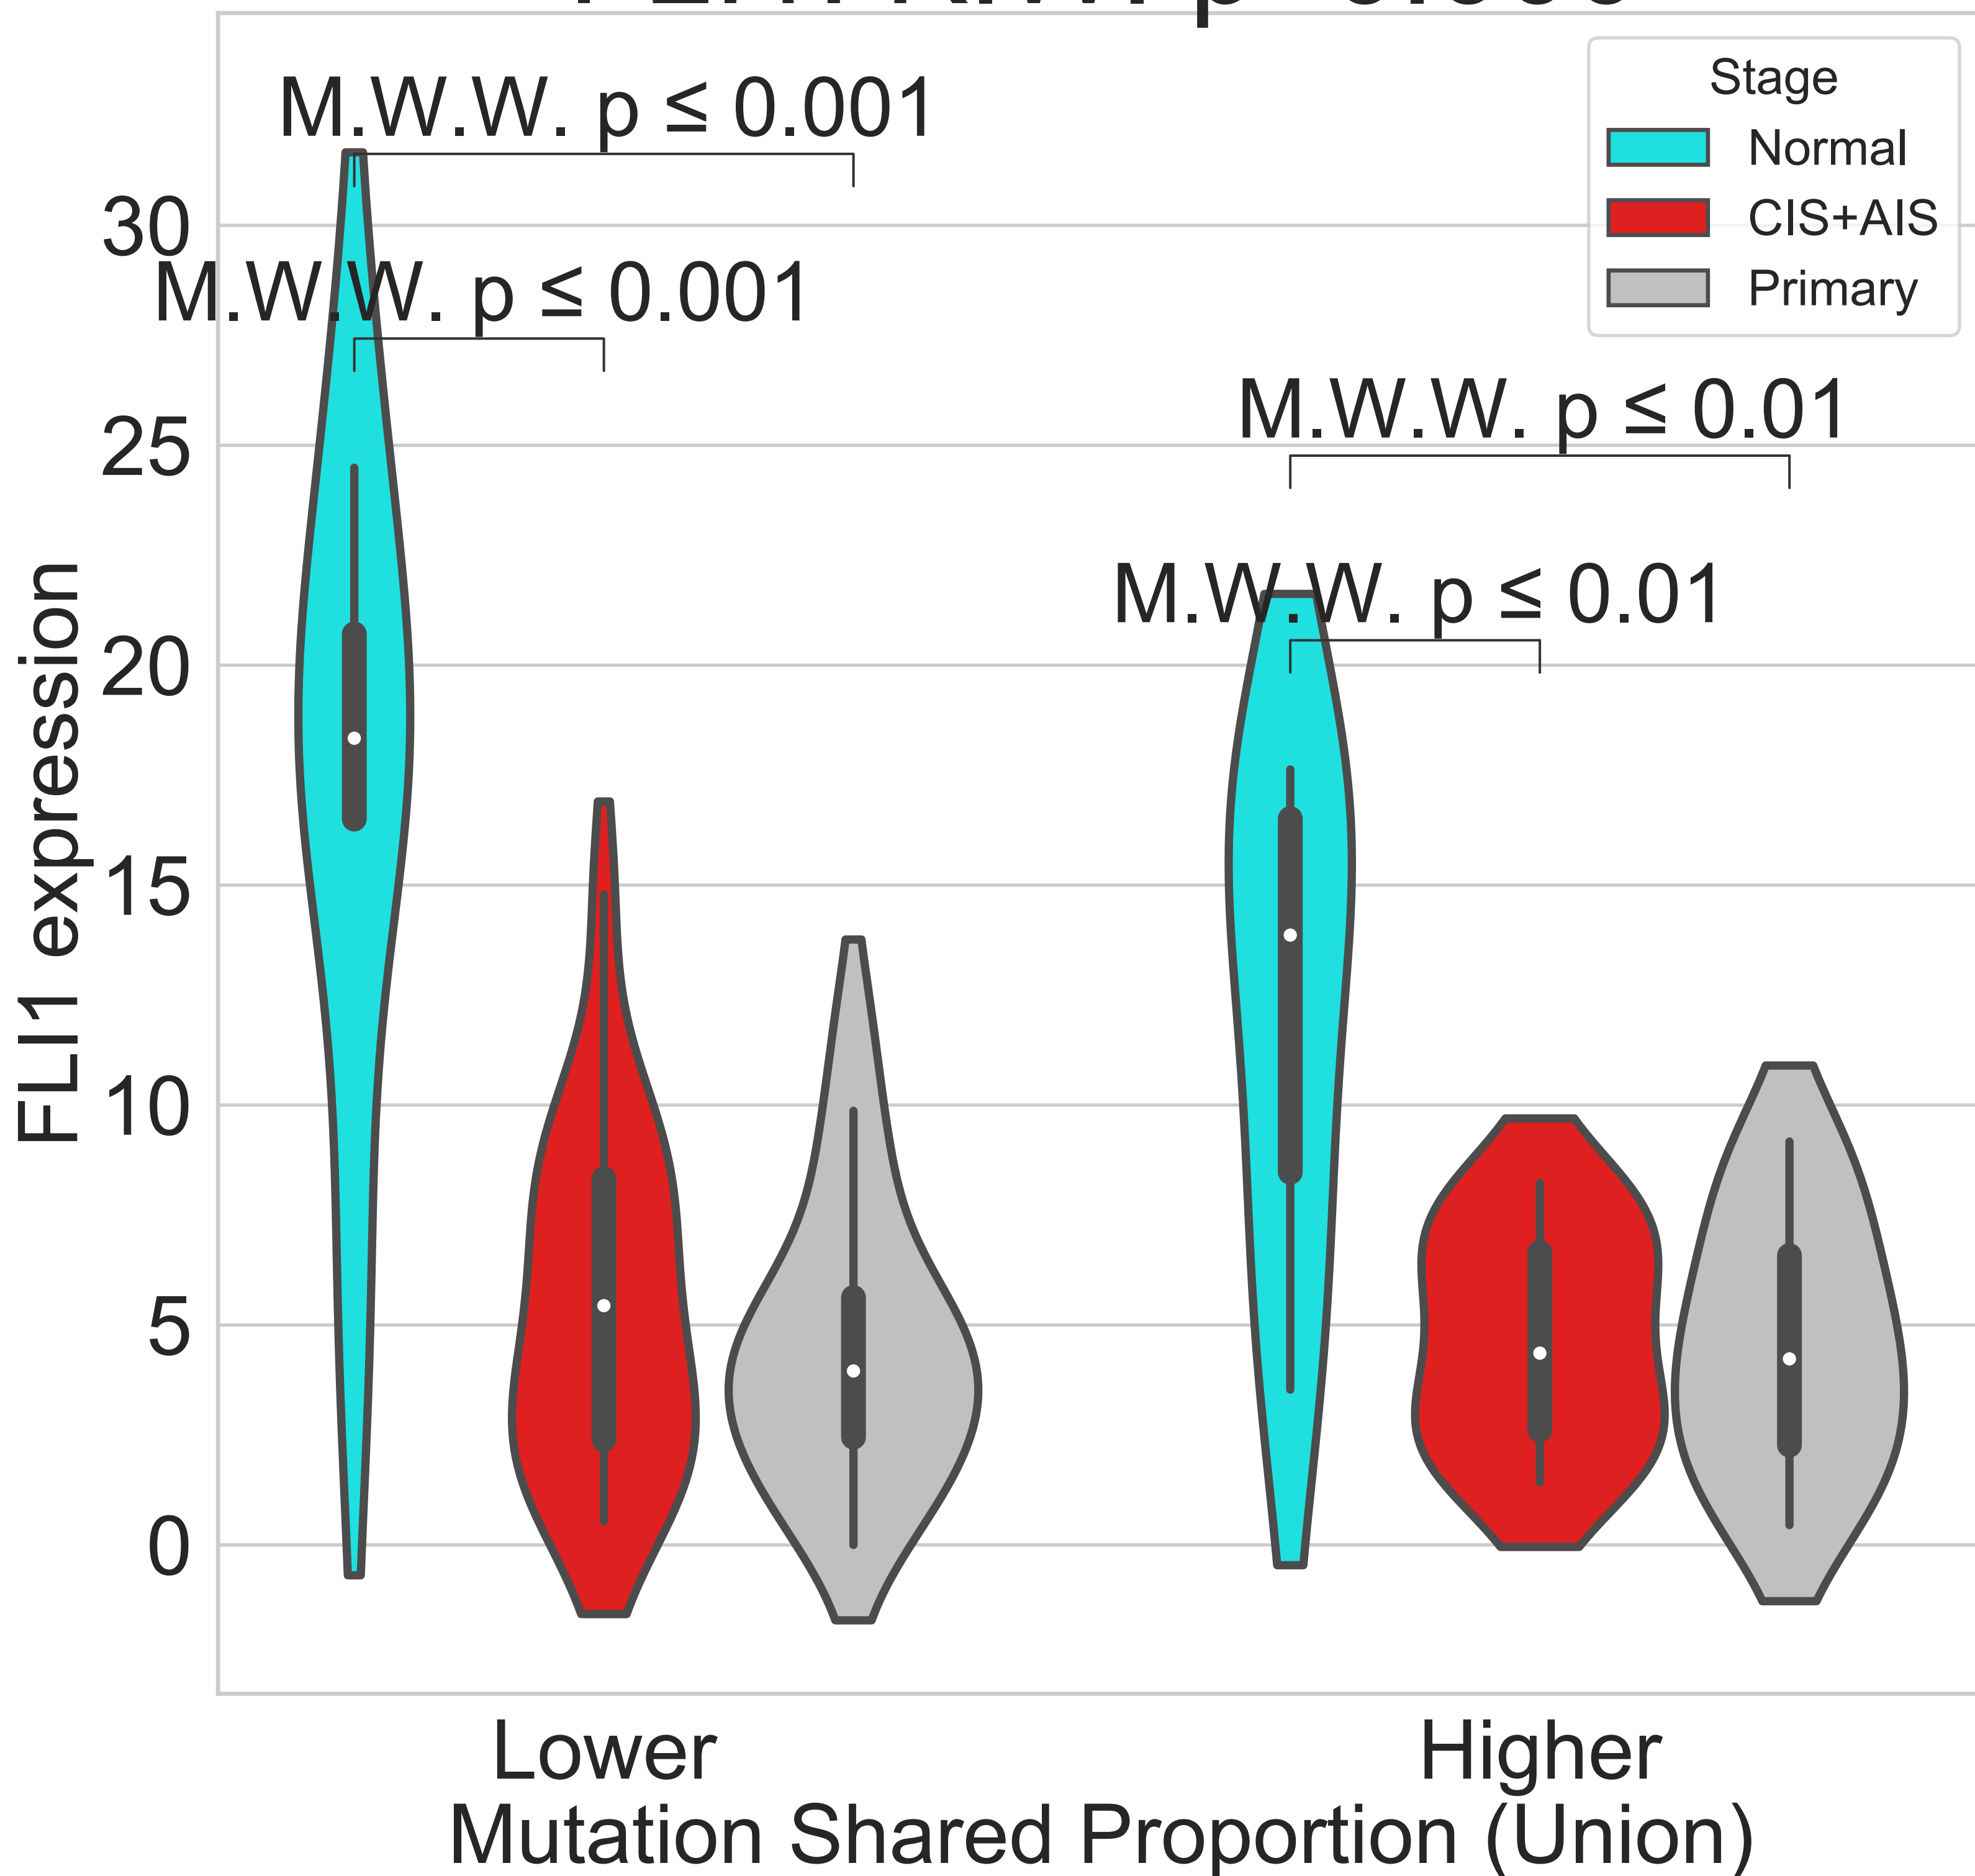 M.W.W. p ≤ 0.001
M.W.W. p ≤ 0.001
M.W.W. p ≤ 0.01
M.W.W. p ≤ 0.01
Stage
Normal
CIS+AIS
Primary
FLI1 expression
30
25
20
15
10
5
0
Lower
Higher
Mutation Shared Proportion (Union)